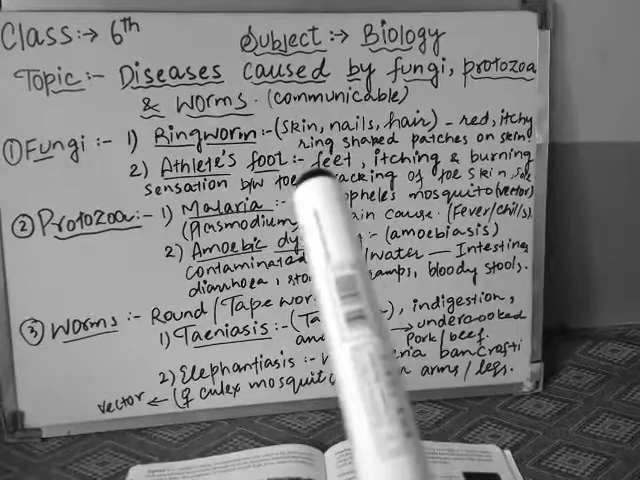 Class :→ 6th
Subject :→ Biology
Topic :- Diseases caused by fungi, protozoa
& worms. (communicable)
① Fungi :- 1) Ringworm :- (skin, nails, hair) - red, itchy
ring shaped patches on skin.
2) Athlete's foot :- feet, itching & burning
sensation b/w toe cracking of toe skin, sole
② Protozoa :- 1) Malaria :- mosquito (vector)
(Plasmodium cause. (Fever/chills).
2) Amoebic :- (amoebiasis)
contaminated /water — Intestine
diarrhoea, bloody stools.
③ Worms :- Round / Tape
1) Taeniasis :- ), indigestion,
→ undercooked
Pork / beef.
2) Elephantiasis :- bancrofti
vector ← (♀ culex arms / legs.